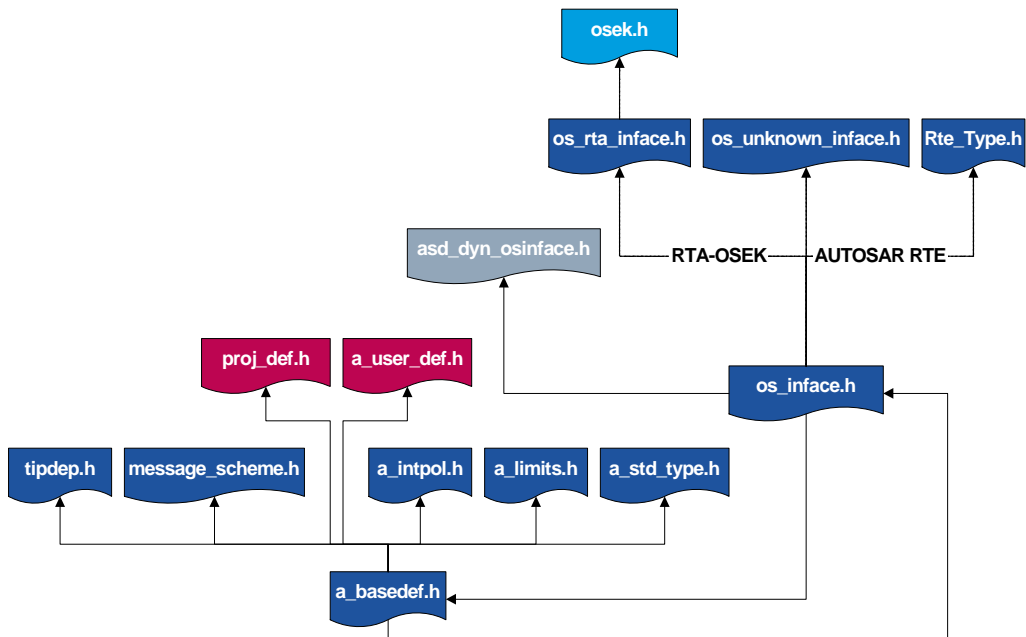 osek.h
os_rta_inface.h
os_unknown_inface.h
Rte_Type.h
asd_dyn_osinface.h
RTA-OSEK
AUTOSAR RTE
proj_def.h
a_user_def.h
os_inface.h
tipdep.h
message_scheme.h
a_intpol.h
a_limits.h
a_std_type.h
a_basedef.h